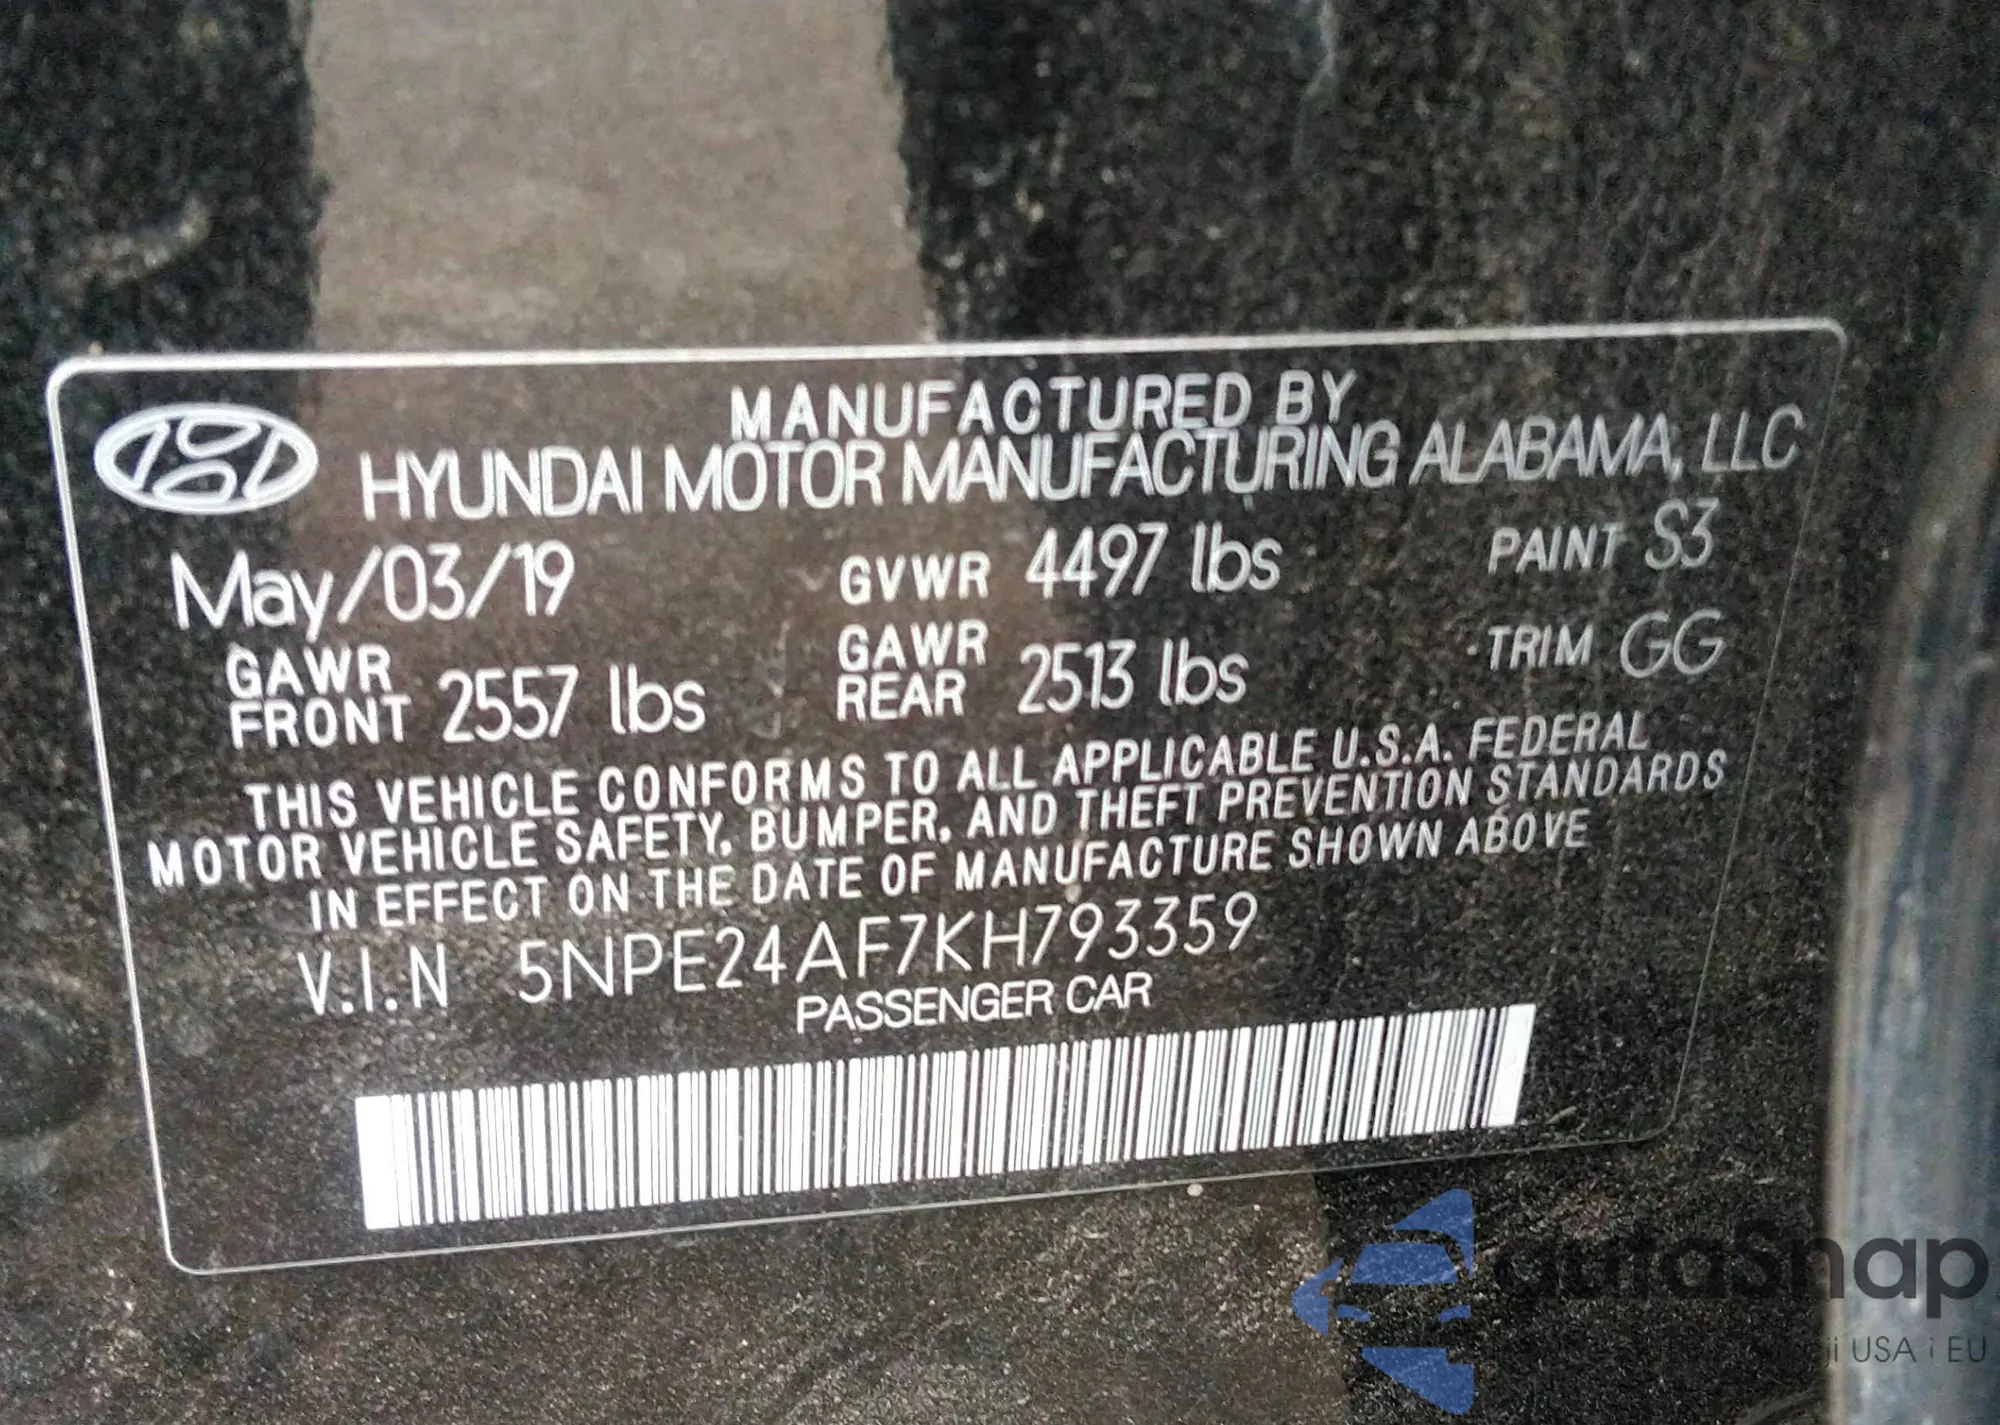 MANUFACTURED BY
HYUNDAI MOTOR MANUFACTURING ALABAMA, LLC
May/03/19 GVWR 4497 lbs PAINT S3
GAWR FRONT 2557 lbs GAWR REAR 2513 lbs TRIM GG
THIS VEHICLE CONFORMS TO ALL APPLICABLE U.S.A. FEDERAL
MOTOR VEHICLE SAFETY, BUMPER, AND THEFT PREVENTION STANDARDS
IN EFFECT ON THE DATE OF MANUFACTURE SHOWN ABOVE
V.I.N 5NPE24AF7KH793359
PASSENGER CAR
autoSnap
USA i EU